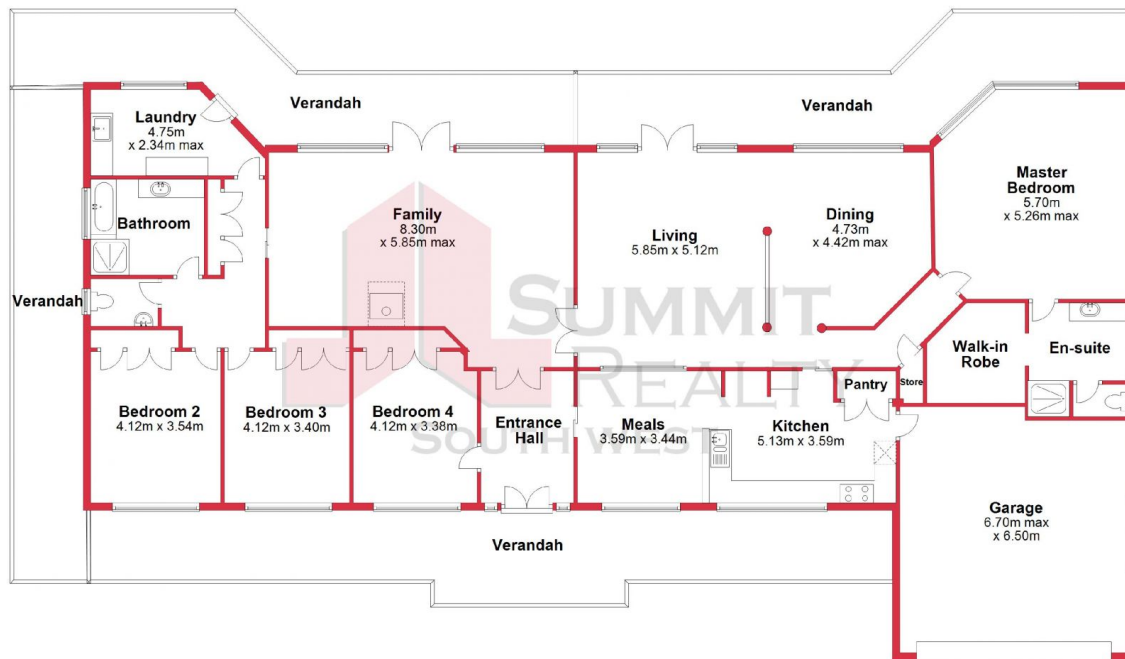 Verandah
Verandah
Laundry
4.75m
x 2.34m max
Master
Bedroom
5.70m
x 5.26m max
Bathroom
Family
8.30m
x 5.85m max
Living
5.85m x 5.12m
Dining
4.73m
x 4.42m max
Verandah
SUMMIT
REALTY
SOUTH WEST
Walk-in
Robe
En-suite
Store
Pantry
Bedroom 2
4.12m x 3.54m
Bedroom 3
4.12m x 3.40m
Bedroom 4
4.12m x 3.38m
Entrance
Hall
Meals
3.59m x 3.44m
Kitchen
5.13m x 3.59m
Garage
6.70m max
x 6.50m
Verandah